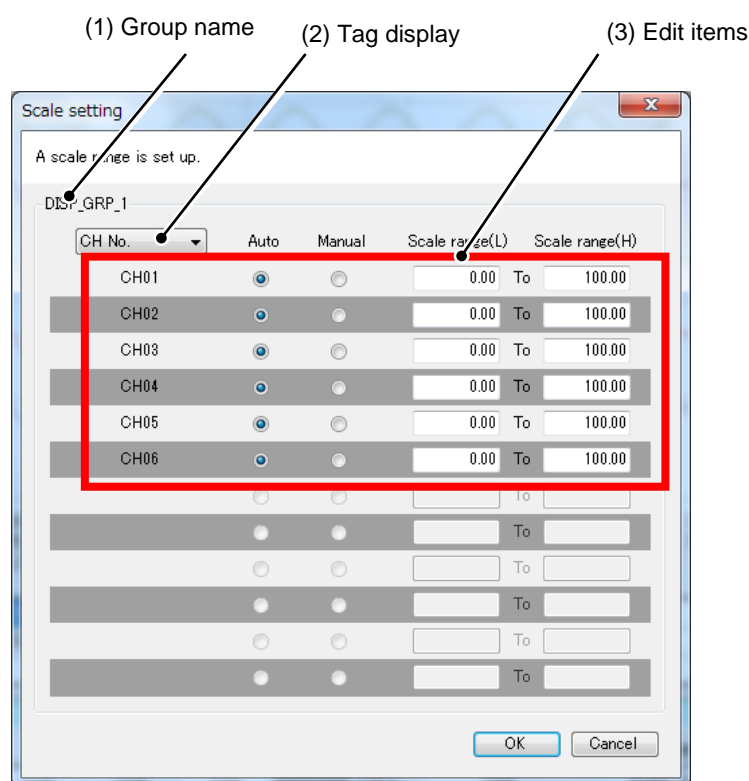 (1) Group name (2) Tag display (3) Edit items
Scale setting
A scale range is set up.
DISP_GRP_1
CH No. Auto Manual Scale range(L) Scale range(H)
CH01 0.00 To 100.00
CH02 0.00 To 100.00
CH03 0.00 To 100.00
CH04 0.00 To 100.00
CH05 0.00 To 100.00
CH06 0.00 To 100.00
To
To
To
To
To
To
OK Cancel